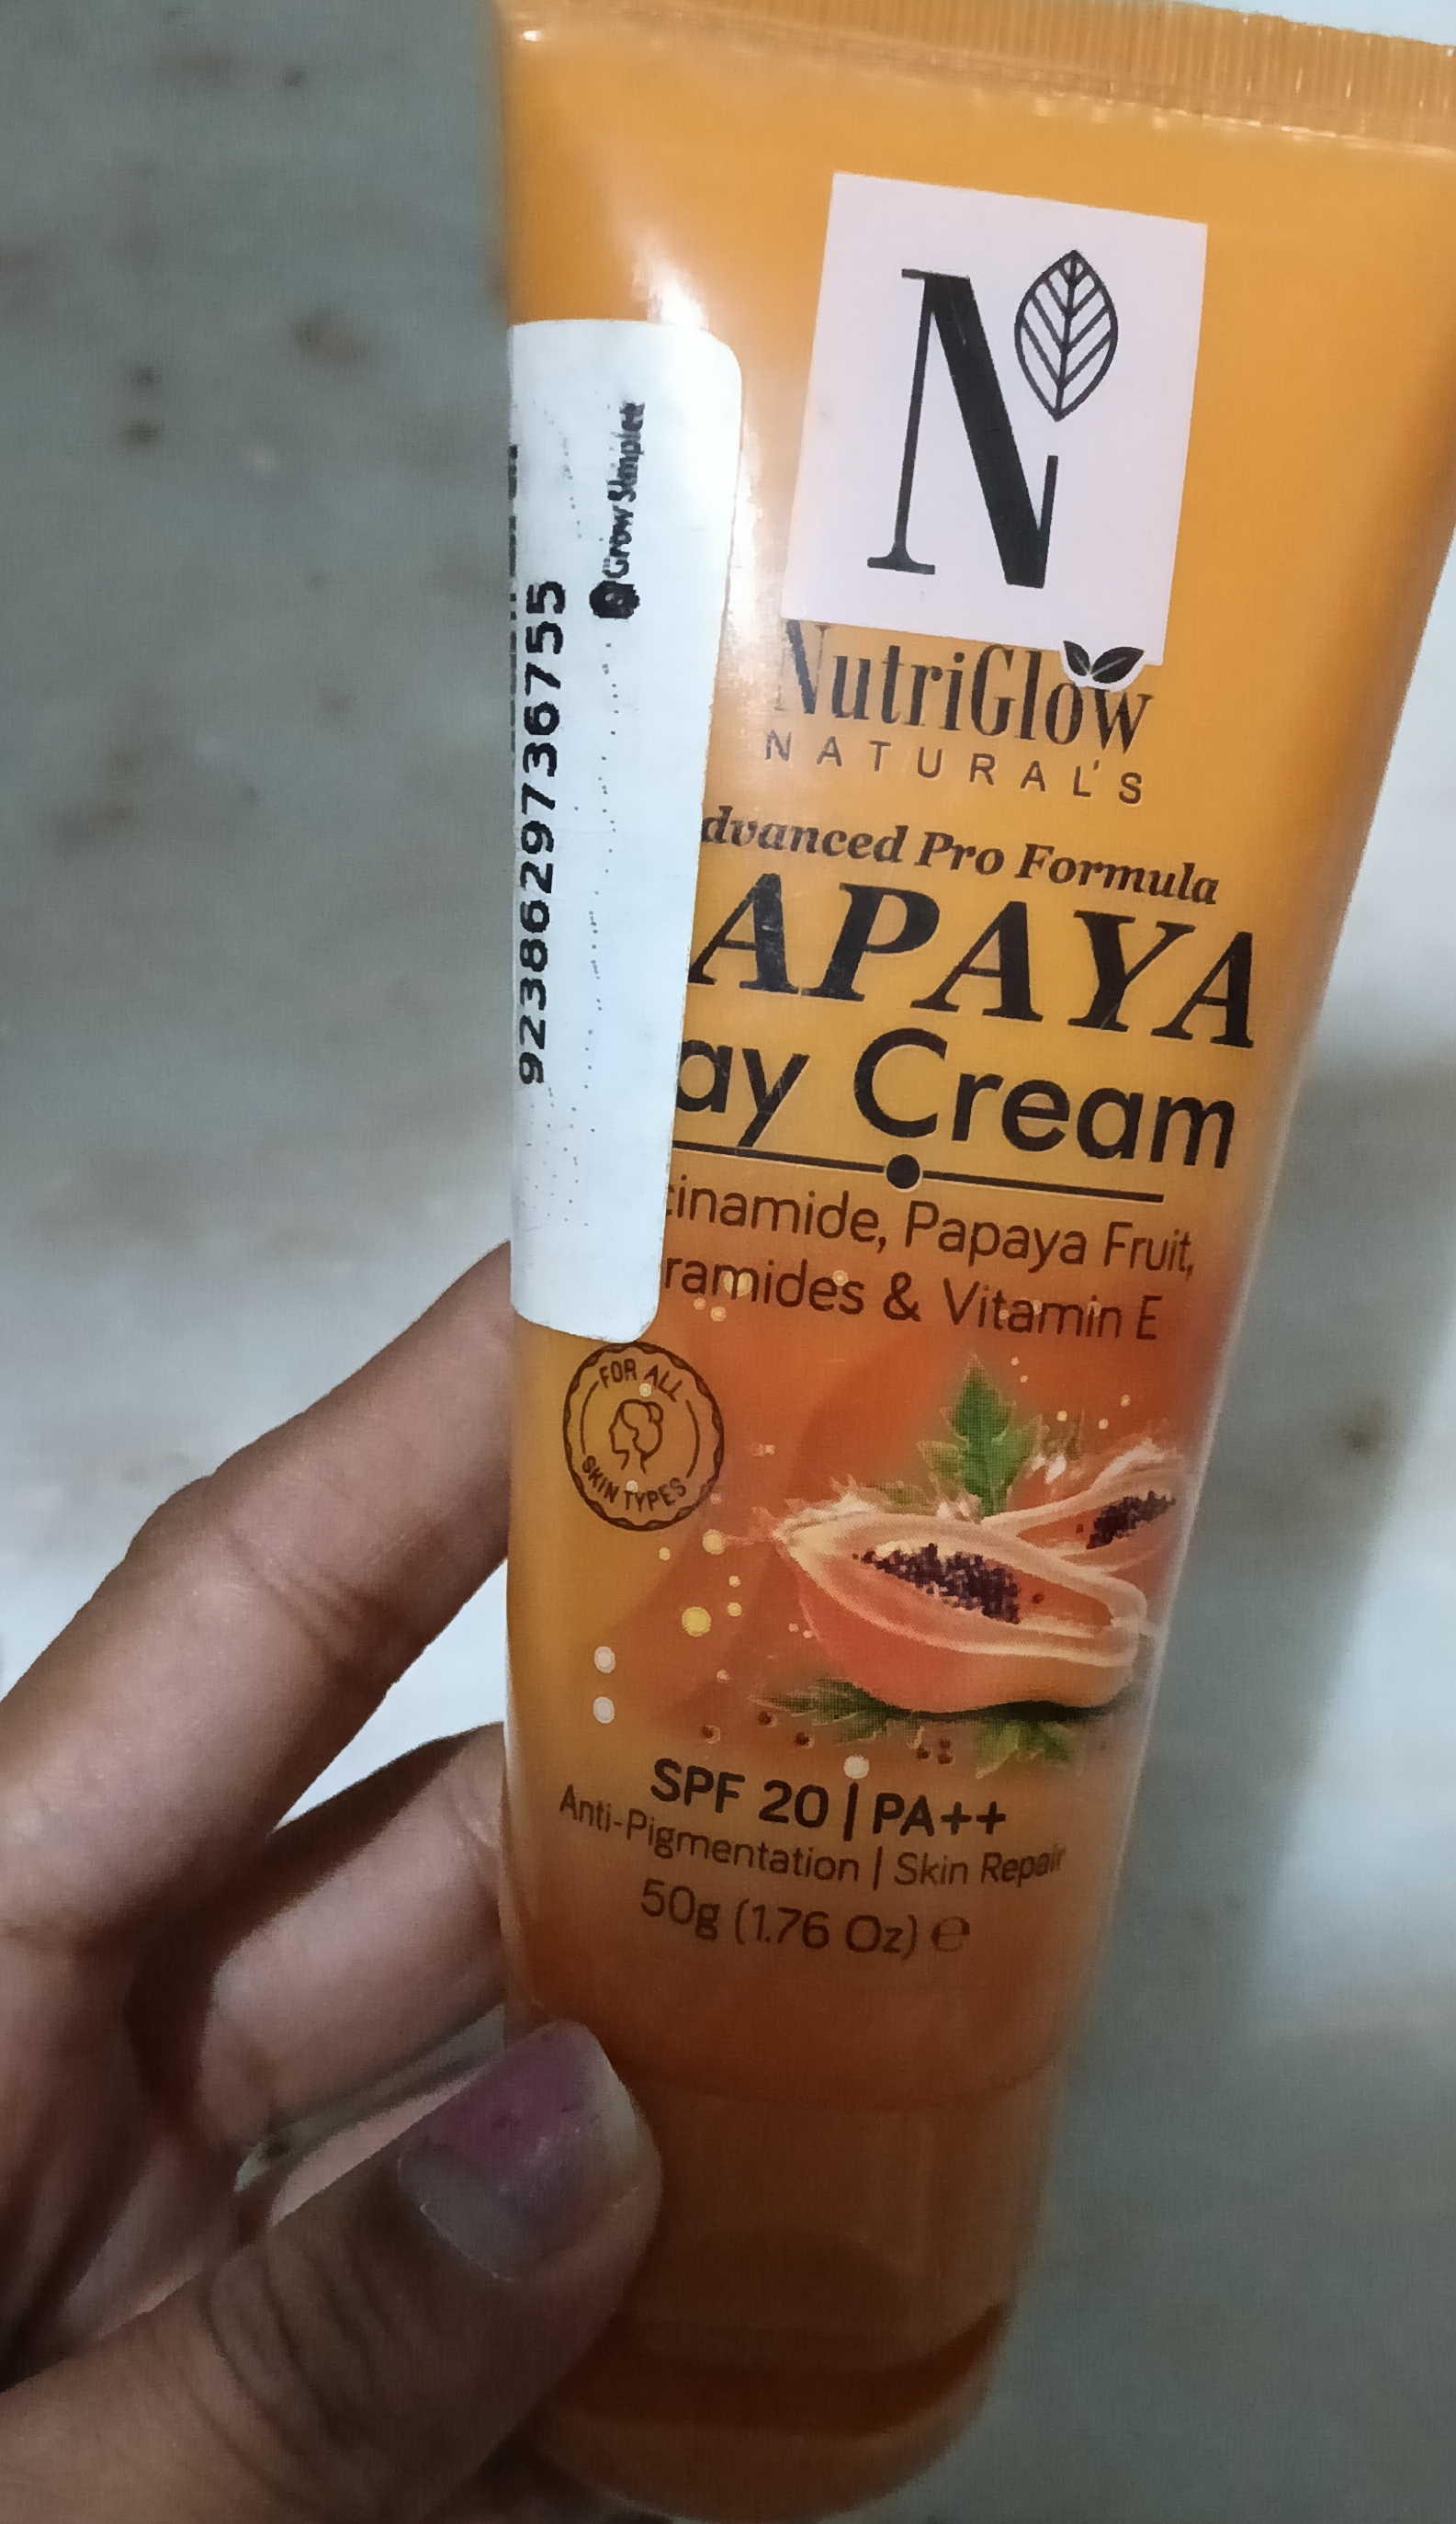 N
NutriGlow
NATURAL'S
dvanced Pro Formula
APAYA
ay Cream
cinamide, Papaya Fruit,
ramides & Vitamin E
FOR ALL
SKIN TYPES
SPF 20 | PA++
Anti-Pigmentation | Skin Repair
50g (1.76 Oz) e
9238629736755
Grow Simplee